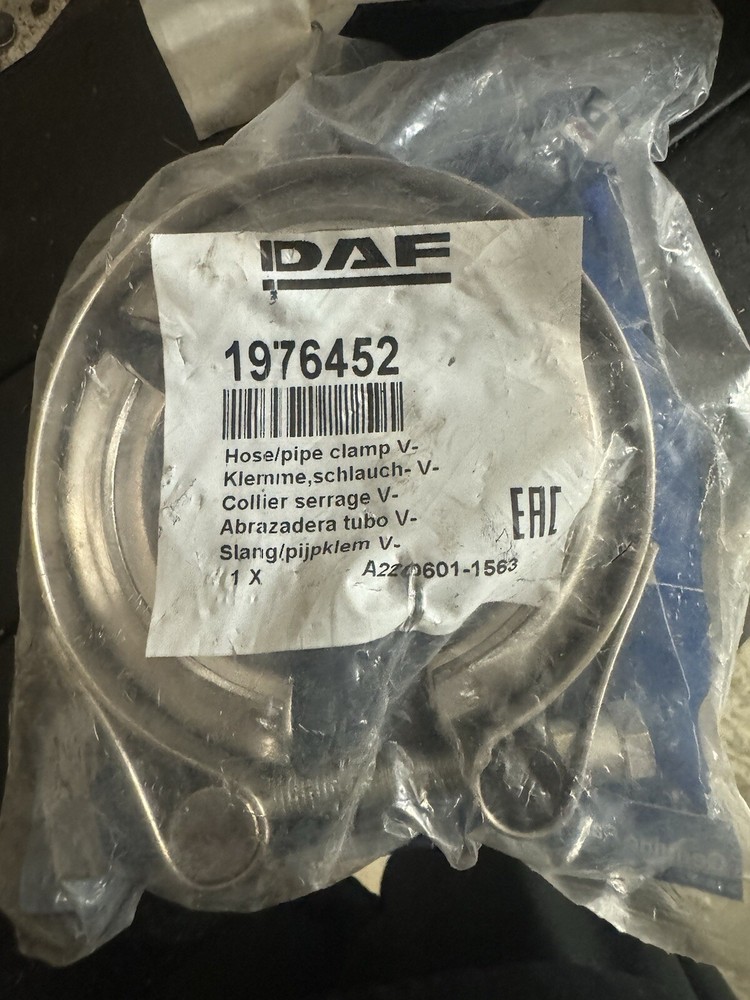 DAF
1976452
Hose/pipe clamp V-
Klemme,schlauch- V-
Collier serrage V-
Abrazadera tubo V-
Slang/pijpklem V-
EAC
1 X